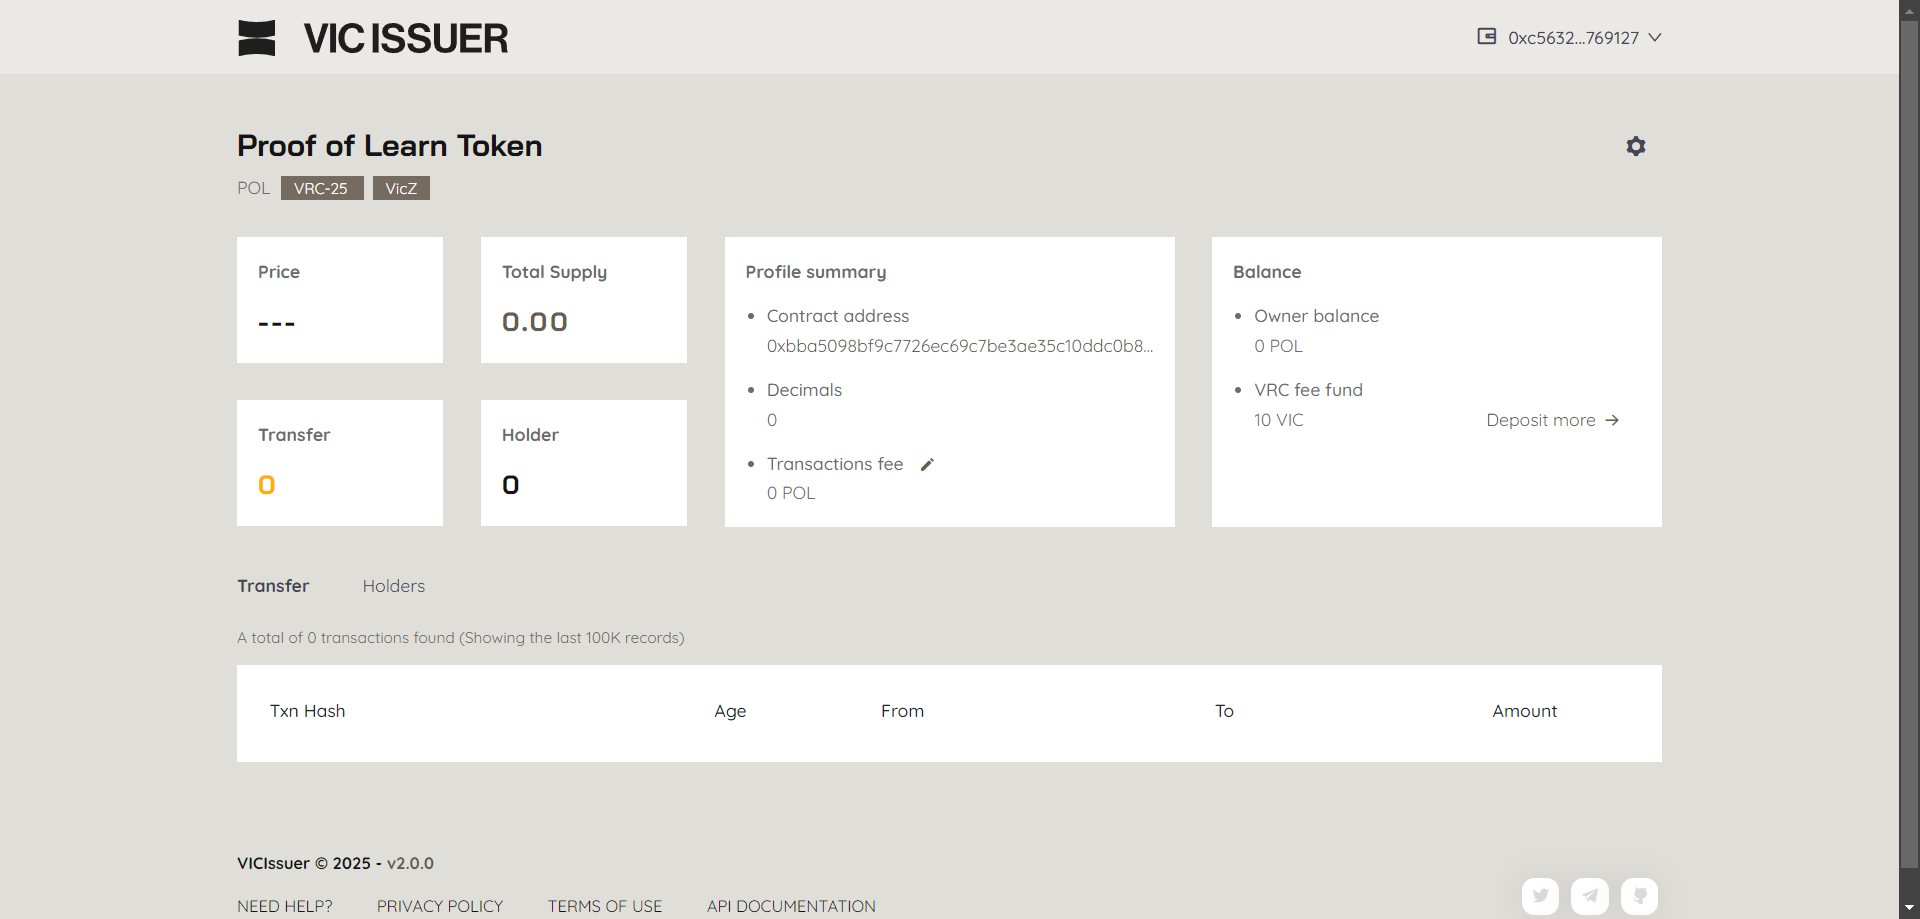 VIC ISSUER
0xc5632...769127
Proof of Learn Token
POL VRC-25 VicZ
Price
---
Total Supply
0.00
Transfer
0
Holder
0
Profile summary
Contract address
0xbba5098bf9c7726ec69c7be3ae35c10ddc0b8...
Decimals
0
Transactions fee
0 POL
Balance
Owner balance
0 POL
VRC fee fund
10 VIC Deposit more →
Transfer Holders
A total of 0 transactions found (Showing the last 100K records)
Txn Hash Age From To Amount
VICIssuer © 2025 - v2.0.0
NEED HELP? PRIVACY POLICY TERMS OF USE API DOCUMENTATION